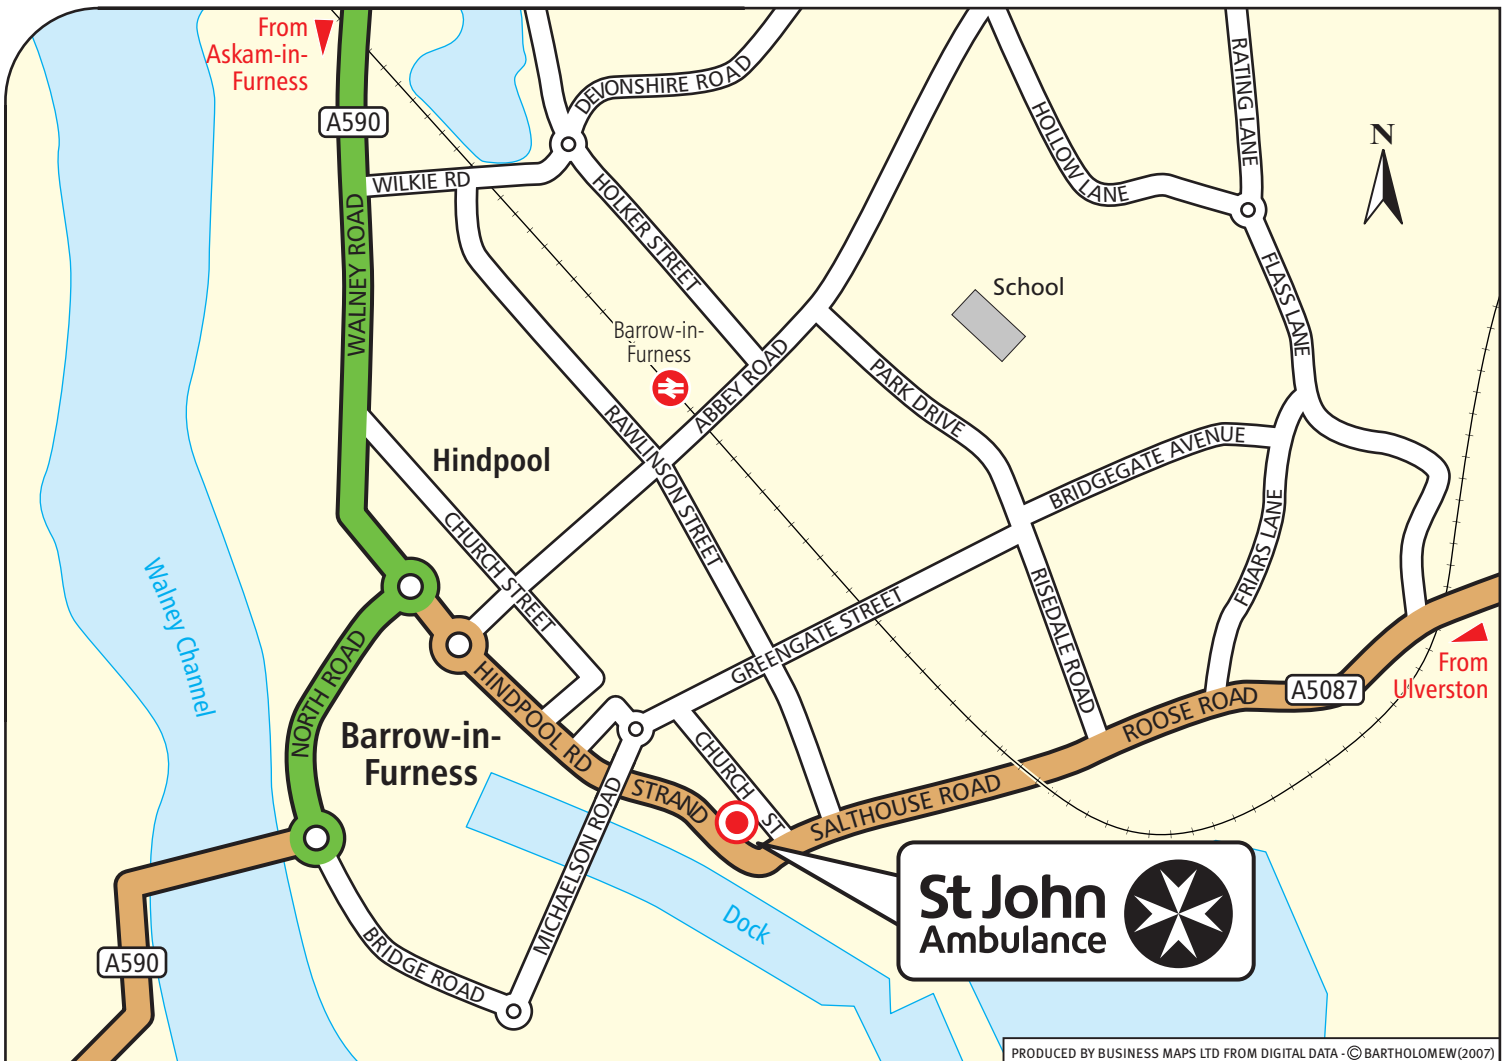 From
Askam-in-
Furness
A590
WALNEY ROAD
WILKIE RD
DEVONSHIRE ROAD
HOLKER STREET
HOLLOW LANE
RATING LANE
N
FLASS LANE
School
Barrow-in-
Furness
ABBEY ROAD
PARK DRIVE
RAWLINSON STREET
Hindpool
CHURCH STREET
BRIDGEGATE AVENUE
FRIARS LANE
RISEDALE ROAD
GREENGATE STREET
Walney Channel
NORTH ROAD
HINDPOOL RD
Barrow-in-
Furness
CHURCH ST
STRAND
MICHAELSON ROAD
SALTHOUSE ROAD
ROOSE ROAD
A5087
From
Ulverston
BRIDGE ROAD
A590
Dock
St John
Ambulance
PRODUCED BY BUSINESS MAPS LTD FROM DIGITAL DATA - © BARTHOLOMEW(2007)